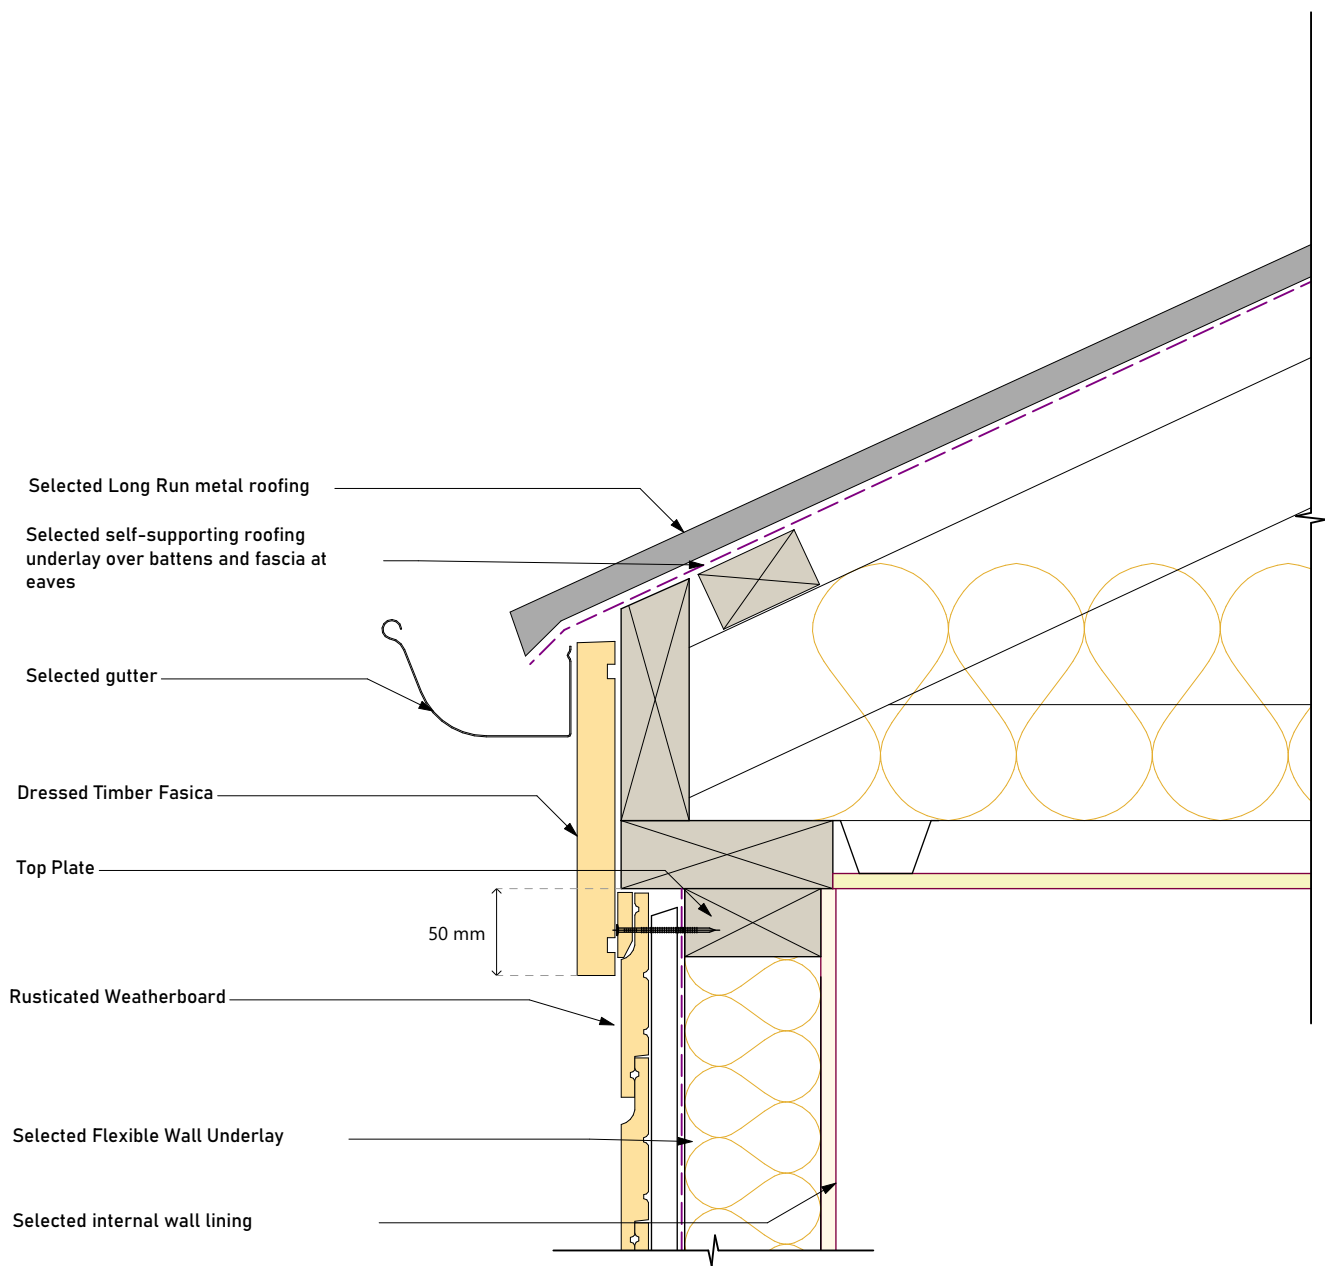 Selected Long Run metal roofing
Selected self-supporting roofing
underlay over battens and fascia at
eaves
Selected gutter
Dressed Timber Fasica
Top Plate
50 mm
Rusticated Weatherboard
Selected Flexible Wall Underlay
Selected internal wall lining